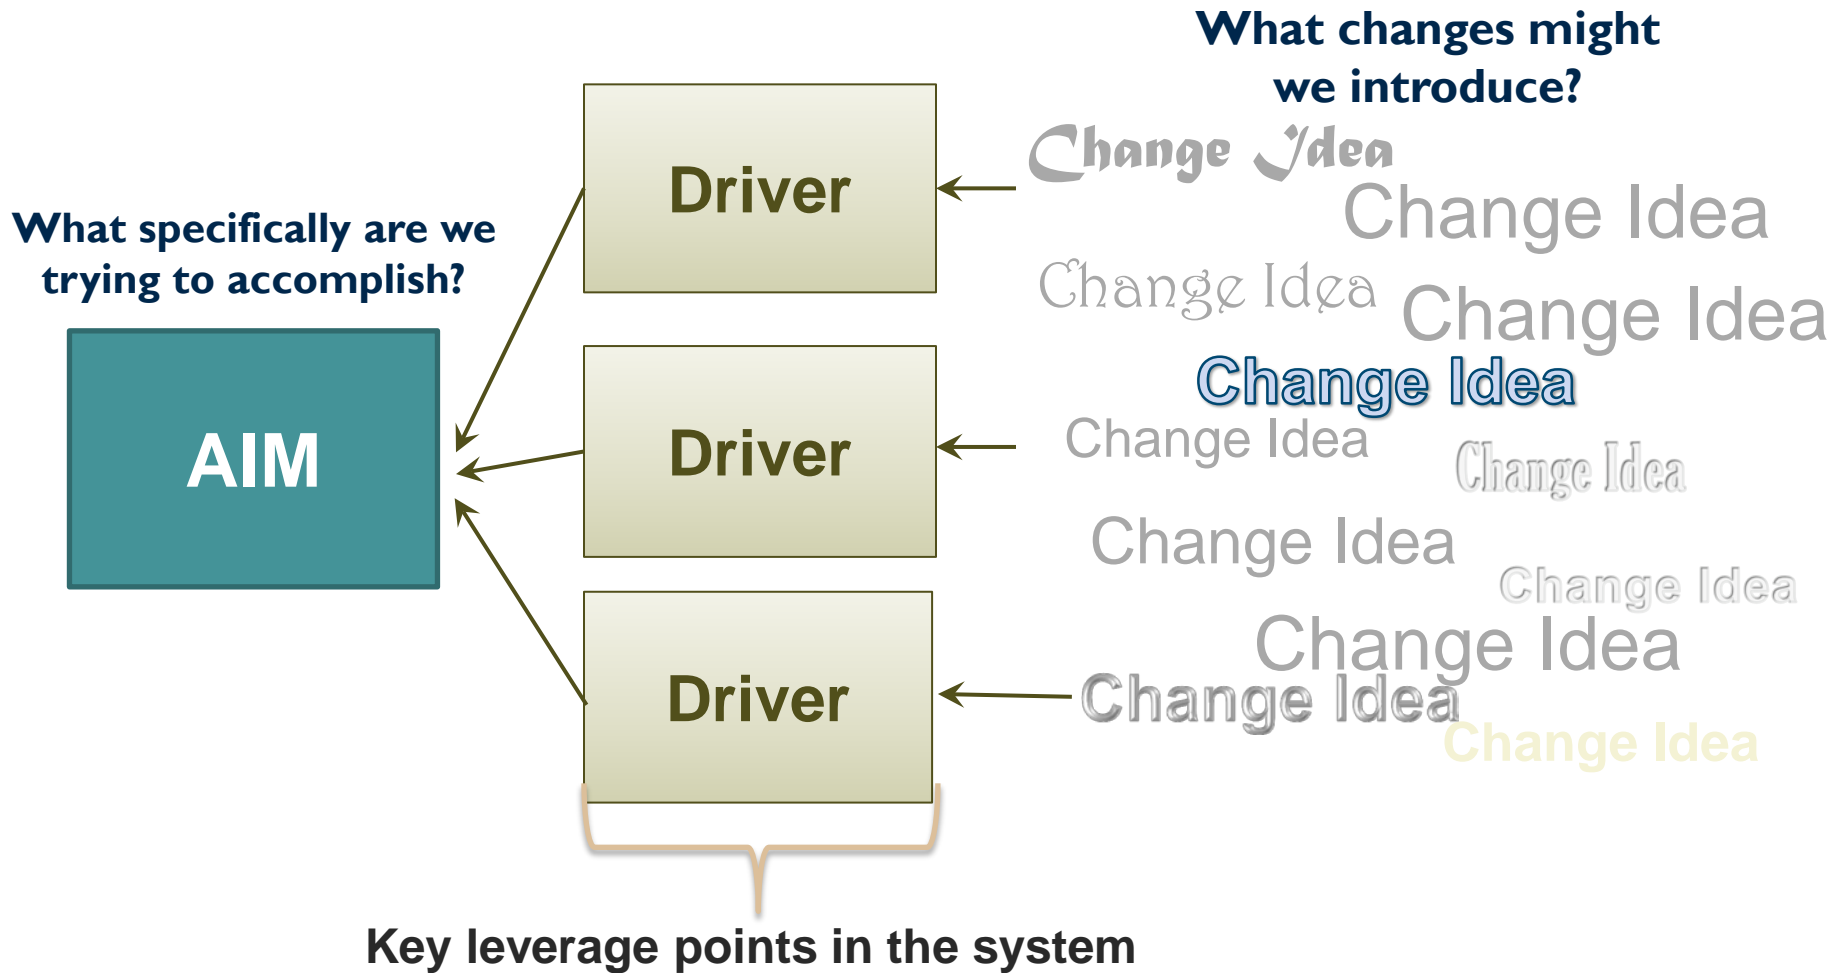 What changes might
we introduce?
Change Idea
Driver
Change Idea
What specifically are we
trying to accomplish?
Change Idea
Change Idea
Change Idea
AIM
Driver
Change Idea
Change Idea
Change Idea
Change Idea
Change Idea
Driver
Change Idea
Change Idea
Key leverage points in the system